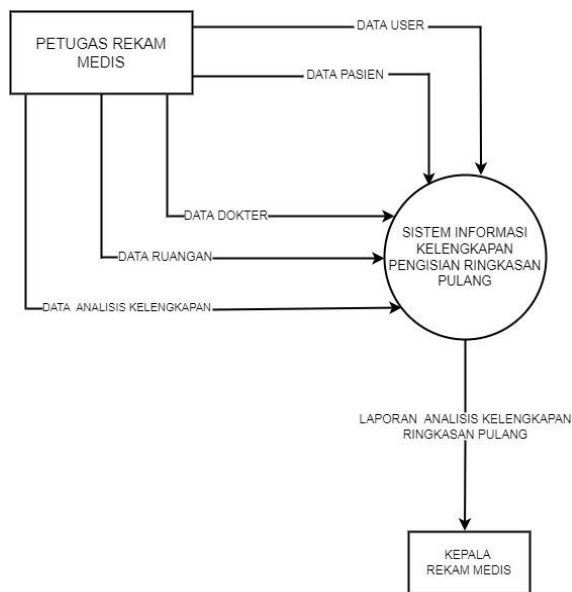 PETUGAS REKAM
MEDIS
DATA USER
DATA PASIEN
DATA DOKTER
DATA RUANGAN
DATA ANALISIS KELENGKAPAN
SISTEM INFORMASI
KELENGKAPAN
PENGISIAN RINGKASAN
PULANG
LAPORAN ANALISIS KELENGKAPAN
RINGKASAN PULANG
KEPALA
REKAM MEDIS